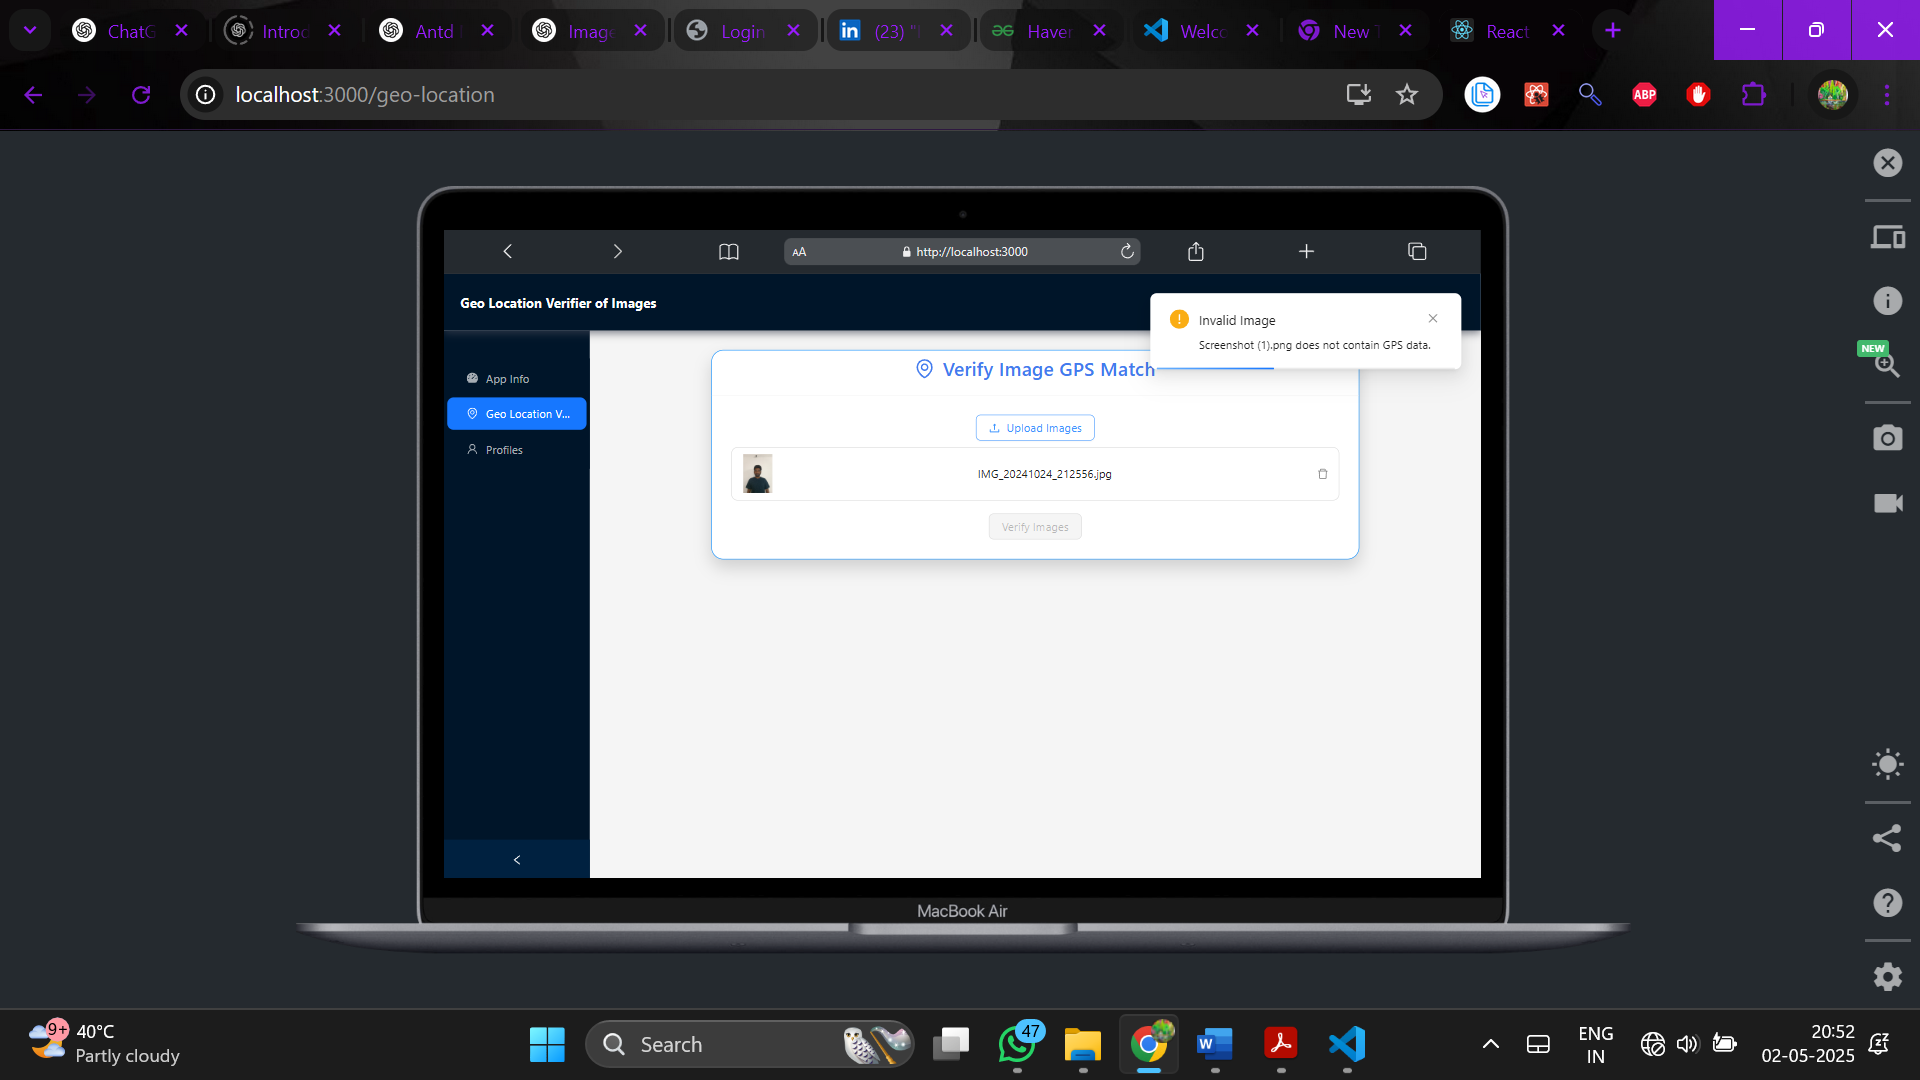 ChatG
Introd
Antd
Image
Login
(23) "
Haver
Welco
New T
React
localhost:3000/geo-location
ABP
AA
http://localhost:3000
Geo Location Verifier of Images
Invalid Image
Screenshot (1).png does not contain GPS data.
Verify Image GPS Match
App Info
Geo Location V...
Profiles
Upload Images
IMG_20241024_212556.jpg
Verify Images
NEW
MacBook Air
9+
40°C
Partly cloudy
Search
47
ENG
IN
20:52
02-05-2025